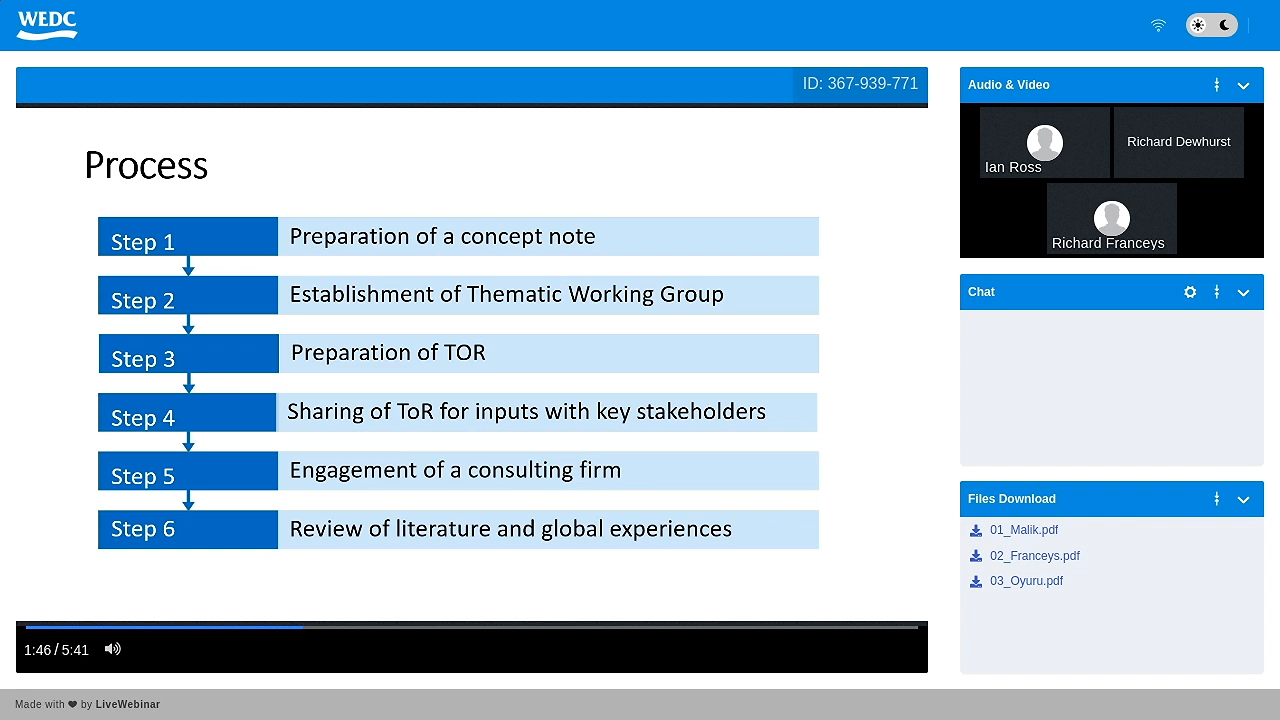 WEDC
ID: 367-939-771
Process
Step 1 Preparation of a concept note
Step 2 Establishment of Thematic Working Group
Step 3 Preparation of TOR
Step 4 Sharing of ToR for inputs with key stakeholders
Step 5 Engagement of a consulting firm
Step 6 Review of literature and global experiences
1:46 / 5:41
Audio & Video
Ian Ross
Richard Dewhurst
Richard Franceys
Chat
Files Download
01_Malik.pdf
02_Franceys.pdf
03_Oyuru.pdf
Made with ❤ by LiveWebinar